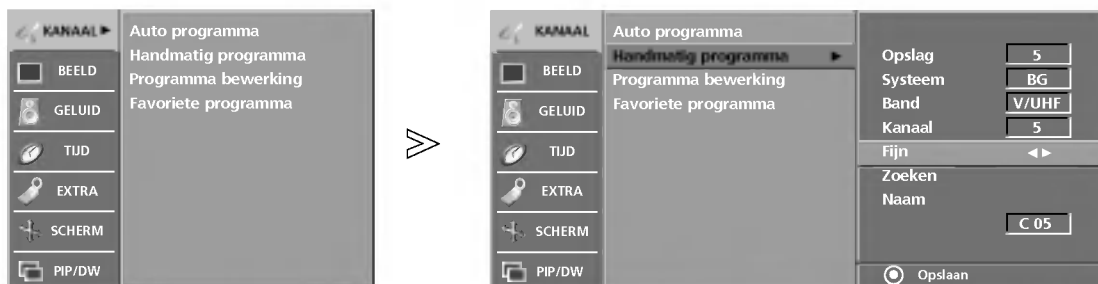 KANAAL
Auto programma
Handmatig programma
BEELD
Programma bewerking
GELUID
Favoriete programma
TIJD
EXTRA
SCHERM
PIP/DW
KANAAL
Auto programma
Handmatig programma
BEELD
Programma bewerking
GELUID
Favoriete programma
TIJD
EXTRA
SCHERM
PIP/DW
Opslag 5
Systeem BG
Band V/UHF
Kanaal 5
Fijn
Zoeken
Naam
C 05
Opslaan